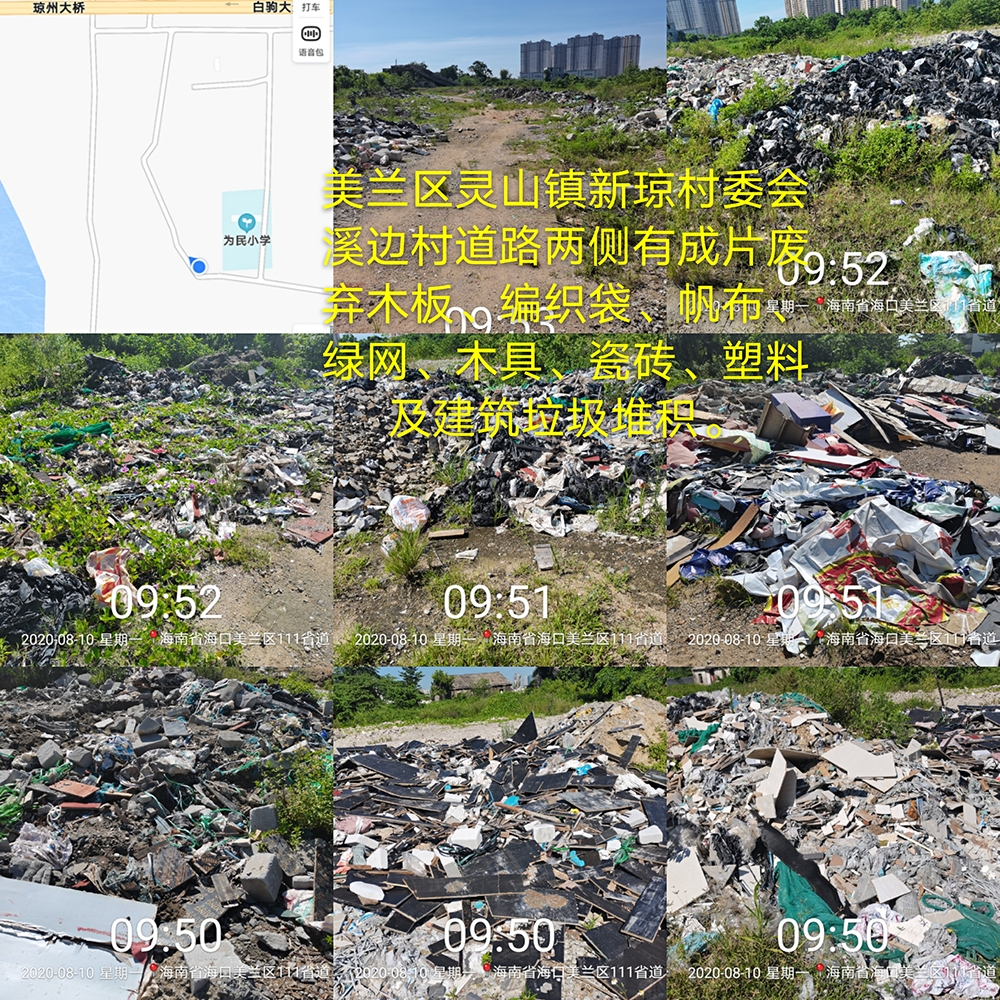 琼州大桥
白驹大
打车
语音包
为民小学
美兰区灵山镇新琼村委会
溪边村道路两侧有成片废
弃木板、编织袋、帆布、
绿网、木具、瓷砖、塑料
及建筑垃圾堆积。
09:53
09:52
海南省海口美兰区111省道
09:52
2020-08-10 星期一 海南省海口美兰区111省道
09:51
2020-08-10 星期一 海南省海口美兰区111省道
09:51
2020-08-10 星期一 海南省海口美兰区111省道
09:50
2020-08-10 星期一 海南省海口美兰区111省道
09:50
2020-08-10 星期一 海南省海口美兰区111省道
09:50
2020-08-10 星期一 海南省海口美兰区111省道